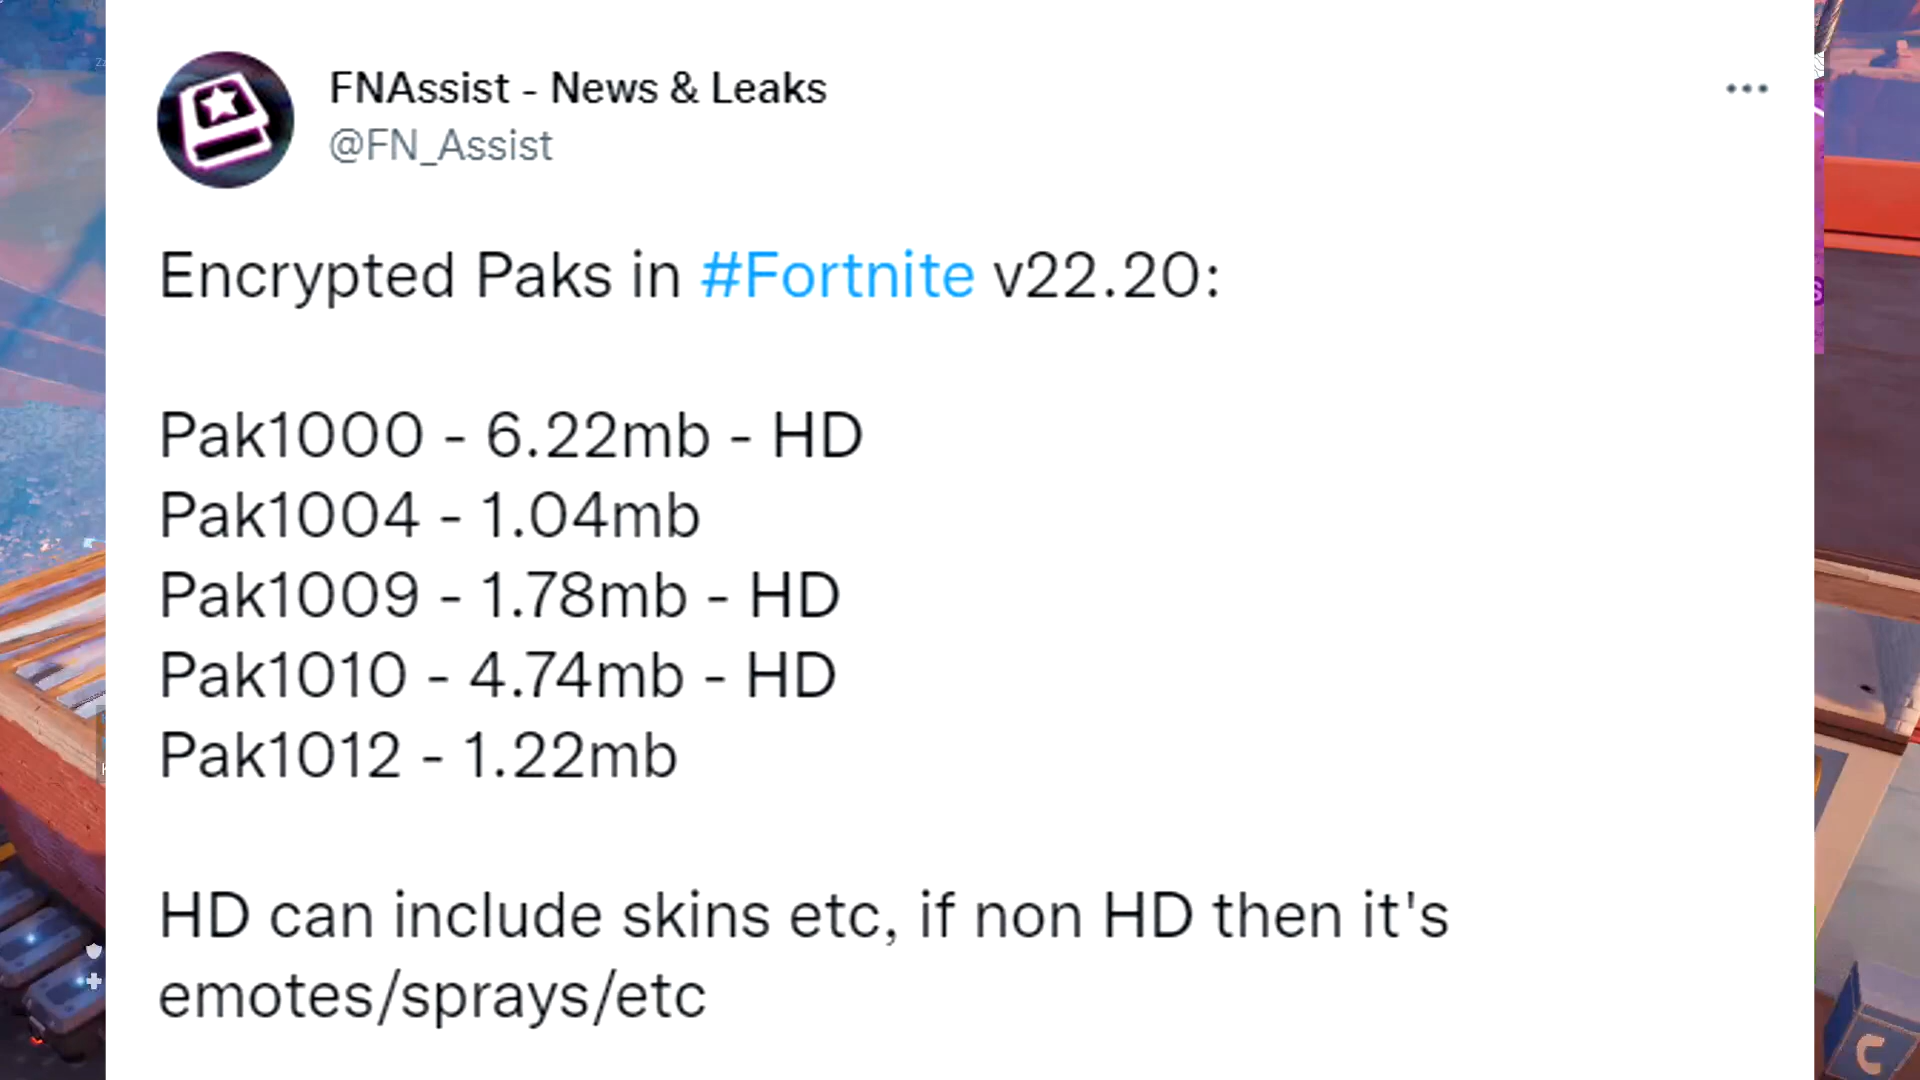 FNAssist - News & Leaks
@FN_Assist
Encrypted Paks in #Fortnite v22.20:
Pak1000 - 6.22mb - HD
Pak1004 - 1.04mb
Pak1009 - 1.78mb - HD
Pak1010 - 4.74mb - HD
Pak1012 - 1.22mb
HD can include skins etc, if non HD then it's
emotes/sprays/etc